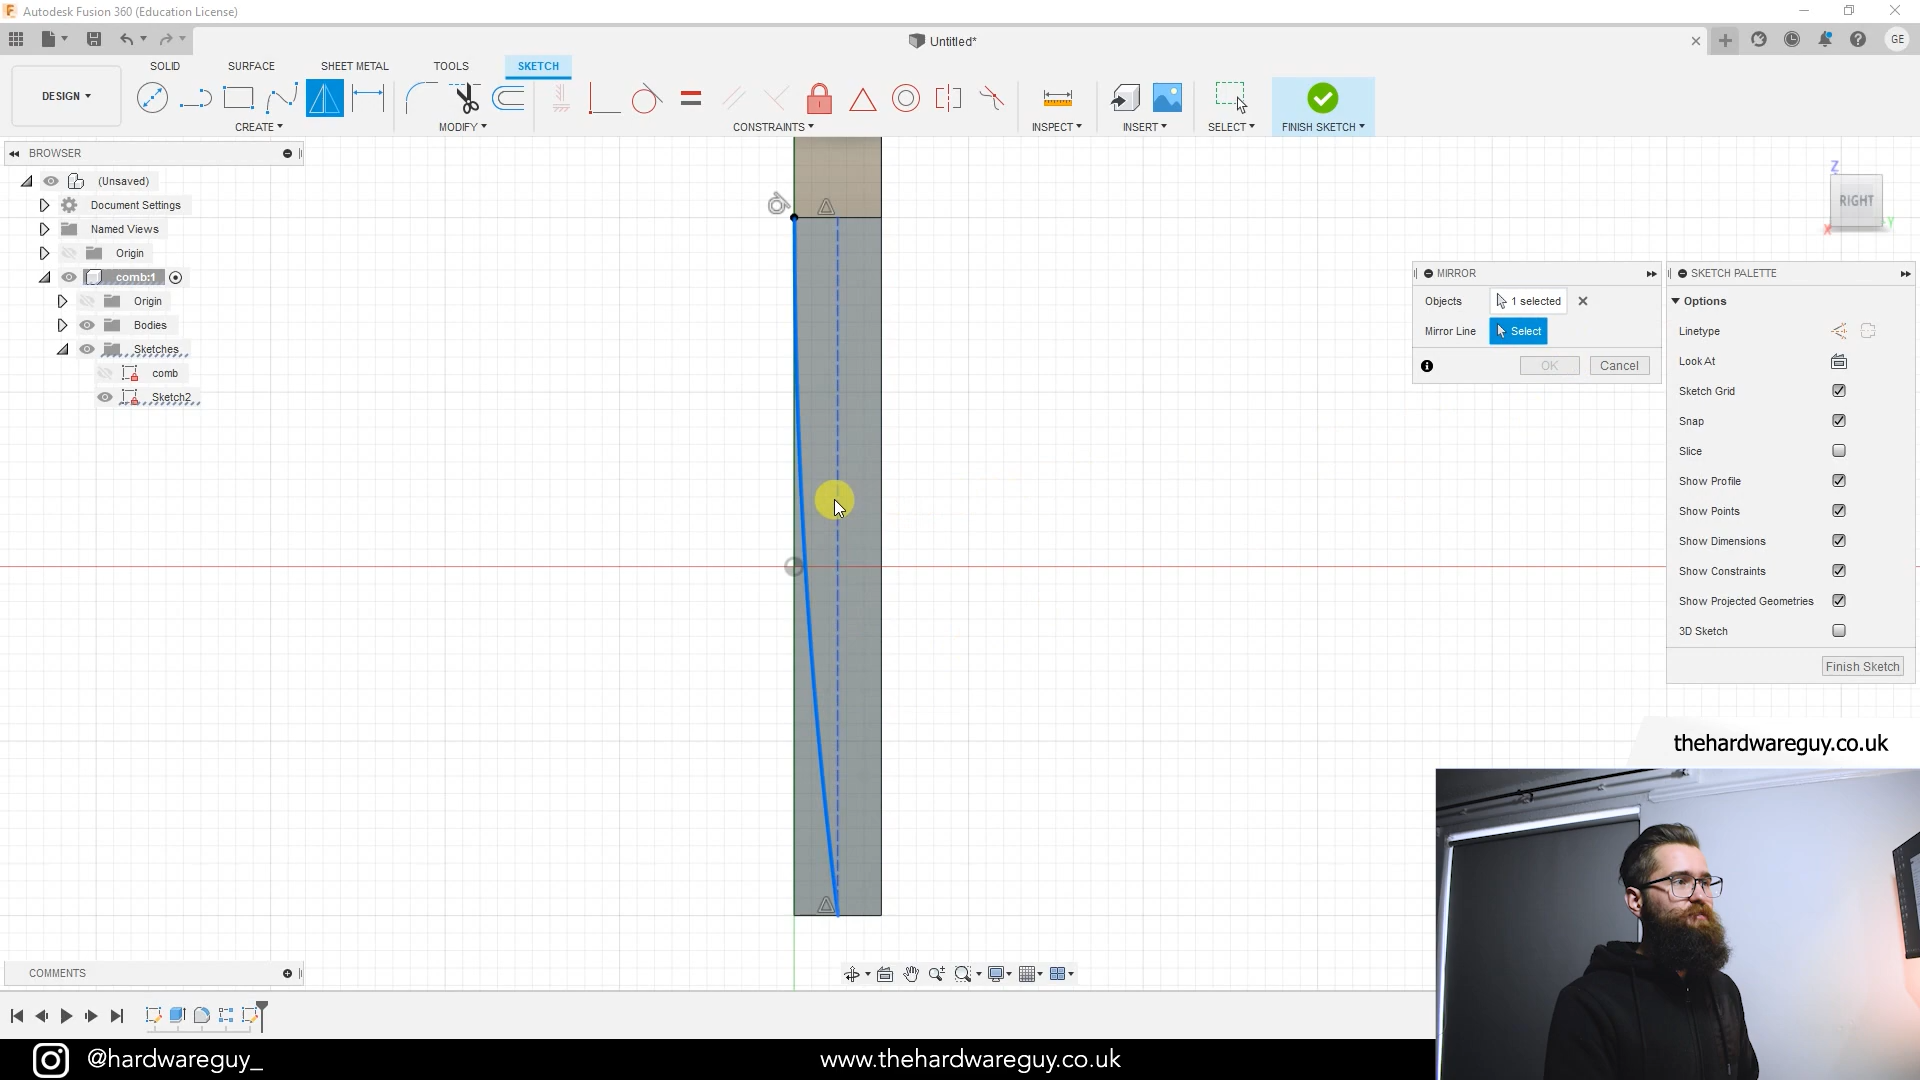 Autodesk Fusion 360 (Education License)
Untitled*
GE
SOLID
SURFACE
SHEET METAL
TOOLS
SKETCH
DESIGN
CREATE
MODIFY
CONSTRAINTS
INSPECT
INSERT
SELECT
FINISH SKETCH
BROWSER
(Unsaved)
Document Settings
Named Views
Origin
comb:1
Origin
Bodies
Sketches
comb
Sketch2
Z
RIGHT
X
Y
MIRROR
Objects
1 selected
Mirror Line
Select
OK
Cancel
SKETCH PALETTE
Options
Linetype
Look At
Sketch Grid
Snap
Slice
Show Profile
Show Points
Show Dimensions
Show Constraints
Show Projected Geometries
3D Sketch
Finish Sketch
thehardwareguy.co.uk
COMMENTS
@hardwareguy_
www.thehardwareguy.co.uk